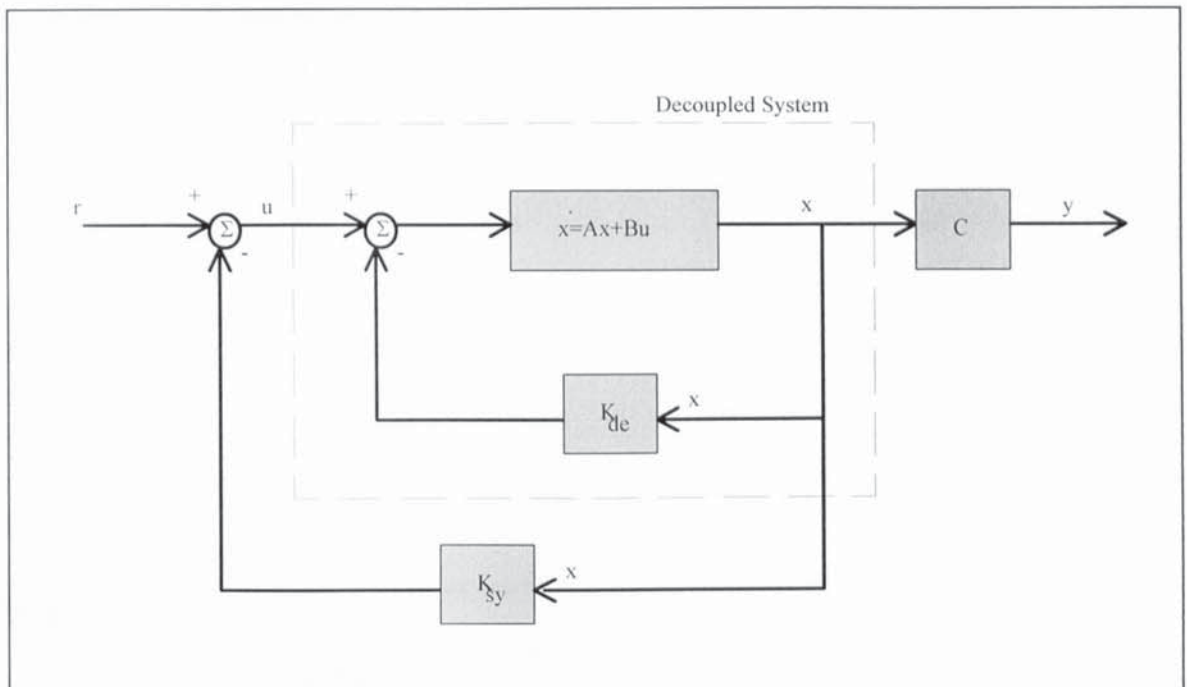 Decoupled System
r
+
Σ
-
u
+
Σ
-
ẋ=Ax+Bu
x
C
y
K_de
x
K_sy
x